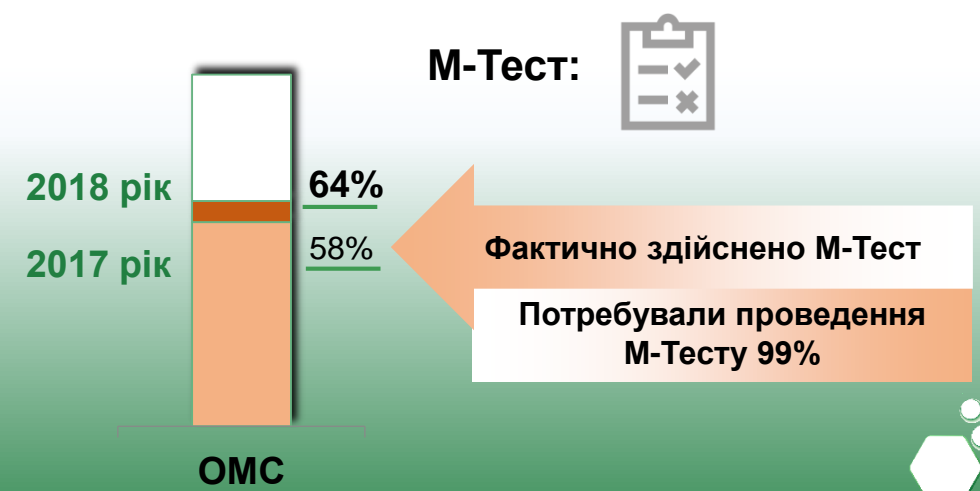 М-Тест:
2018 рік
64%
2017 рік
58%
Фактично здійснено М-Тест
Потребували проведення
М-Тесту 99%
ОМС